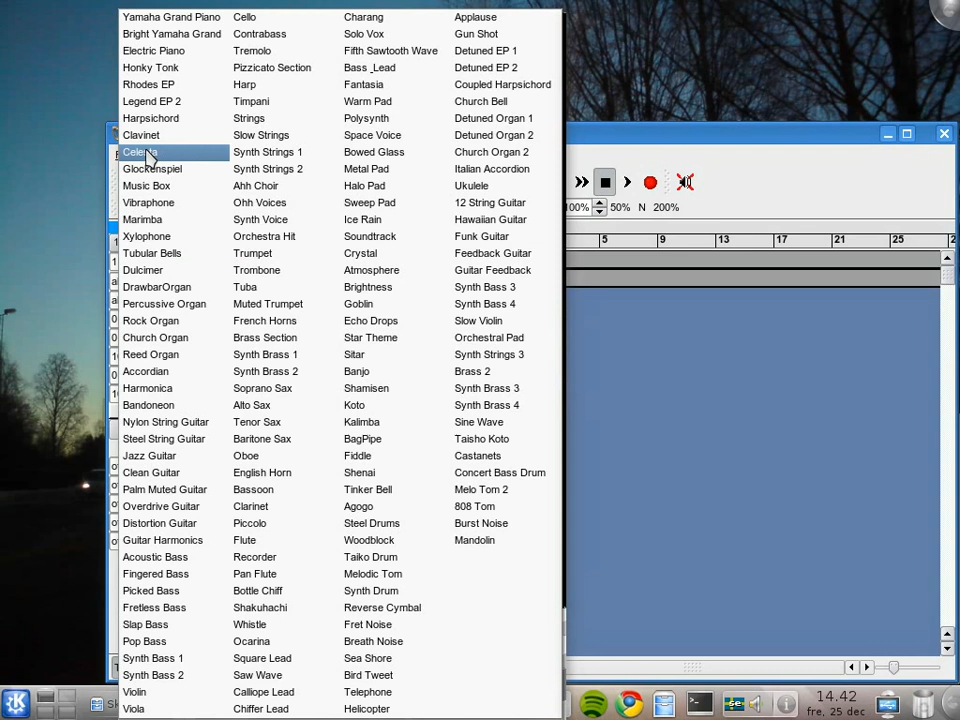 Yamaha Grand Piano
Bright Yamaha Grand
Electric Piano
Honky Tonk
Rhodes EP
Legend EP 2
Harpsichord
Clavinet
Celesta
Glockenspiel
Music Box
Vibraphone
Marimba
Xylophone
Tubular Bells
Dulcimer
DrawbarOrgan
Percussive Organ
Rock Organ
Church Organ
Reed Organ
Accordian
Harmonica
Bandoneon
Nylon String Guitar
Steel String Guitar
Jazz Guitar
Clean Guitar
Palm Muted Guitar
Overdrive Guitar
Distortion Guitar
Guitar Harmonics
Acoustic Bass
Fingered Bass
Picked Bass
Fretless Bass
Slap Bass
Pop Bass
Synth Bass 1
Synth Bass 2
Violin
Viola
Cello
Contrabass
Tremolo
Pizzicato Section
Harp
Timpani
Strings
Slow Strings
Synth Strings 1
Synth Strings 2
Ahh Choir
Ohh Voices
Synth Voice
Orchestra Hit
Trumpet
Trombone
Tuba
Muted Trumpet
French Horns
Brass Section
Synth Brass 1
Synth Brass 2
Soprano Sax
Alto Sax
Tenor Sax
Baritone Sax
Oboe
English Horn
Bassoon
Clarinet
Piccolo
Flute
Recorder
Pan Flute
Bottle Chiff
Shakuhachi
Whistle
Ocarina
Square Lead
Saw Wave
Calliope Lead
Chiffer Lead
Charang
Solo Vox
Fifth Sawtooth Wave
Bass _Lead
Fantasia
Warm Pad
Polysynth
Space Voice
Bowed Glass
Metal Pad
Halo Pad
Sweep Pad
Ice Rain
Soundtrack
Crystal
Atmosphere
Brightness
Goblin
Echo Drops
Star Theme
Sitar
Banjo
Shamisen
Koto
Kalimba
BagPipe
Fiddle
Shenai
Tinker Bell
Agogo
Steel Drums
Woodblock
Taiko Drum
Melodic Tom
Synth Drum
Reverse Cymbal
Fret Noise
Breath Noise
Sea Shore
Bird Tweet
Telephone
Helicopter
Applause
Gun Shot
Detuned EP 1
Detuned EP 2
Coupled Harpsichord
Church Bell
Detuned Organ 1
Detuned Organ 2
Church Organ 2
Italian Accordion
Ukulele
12 String Guitar
Hawaiian Guitar
Funk Guitar
Feedback Guitar
Guitar Feedback
Synth Bass 3
Synth Bass 4
Slow Violin
Orchestral Pad
Synth Strings 3
Brass 2
Synth Brass 3
Synth Brass 4
Sine Wave
Taisho Koto
Castanets
Concert Bass Drum
Melo Tom 2
808 Tom
Burst Noise
Mandolin
100% 50% N 200%
5 9 13 17 21 25
14.42
fre, 25 dec